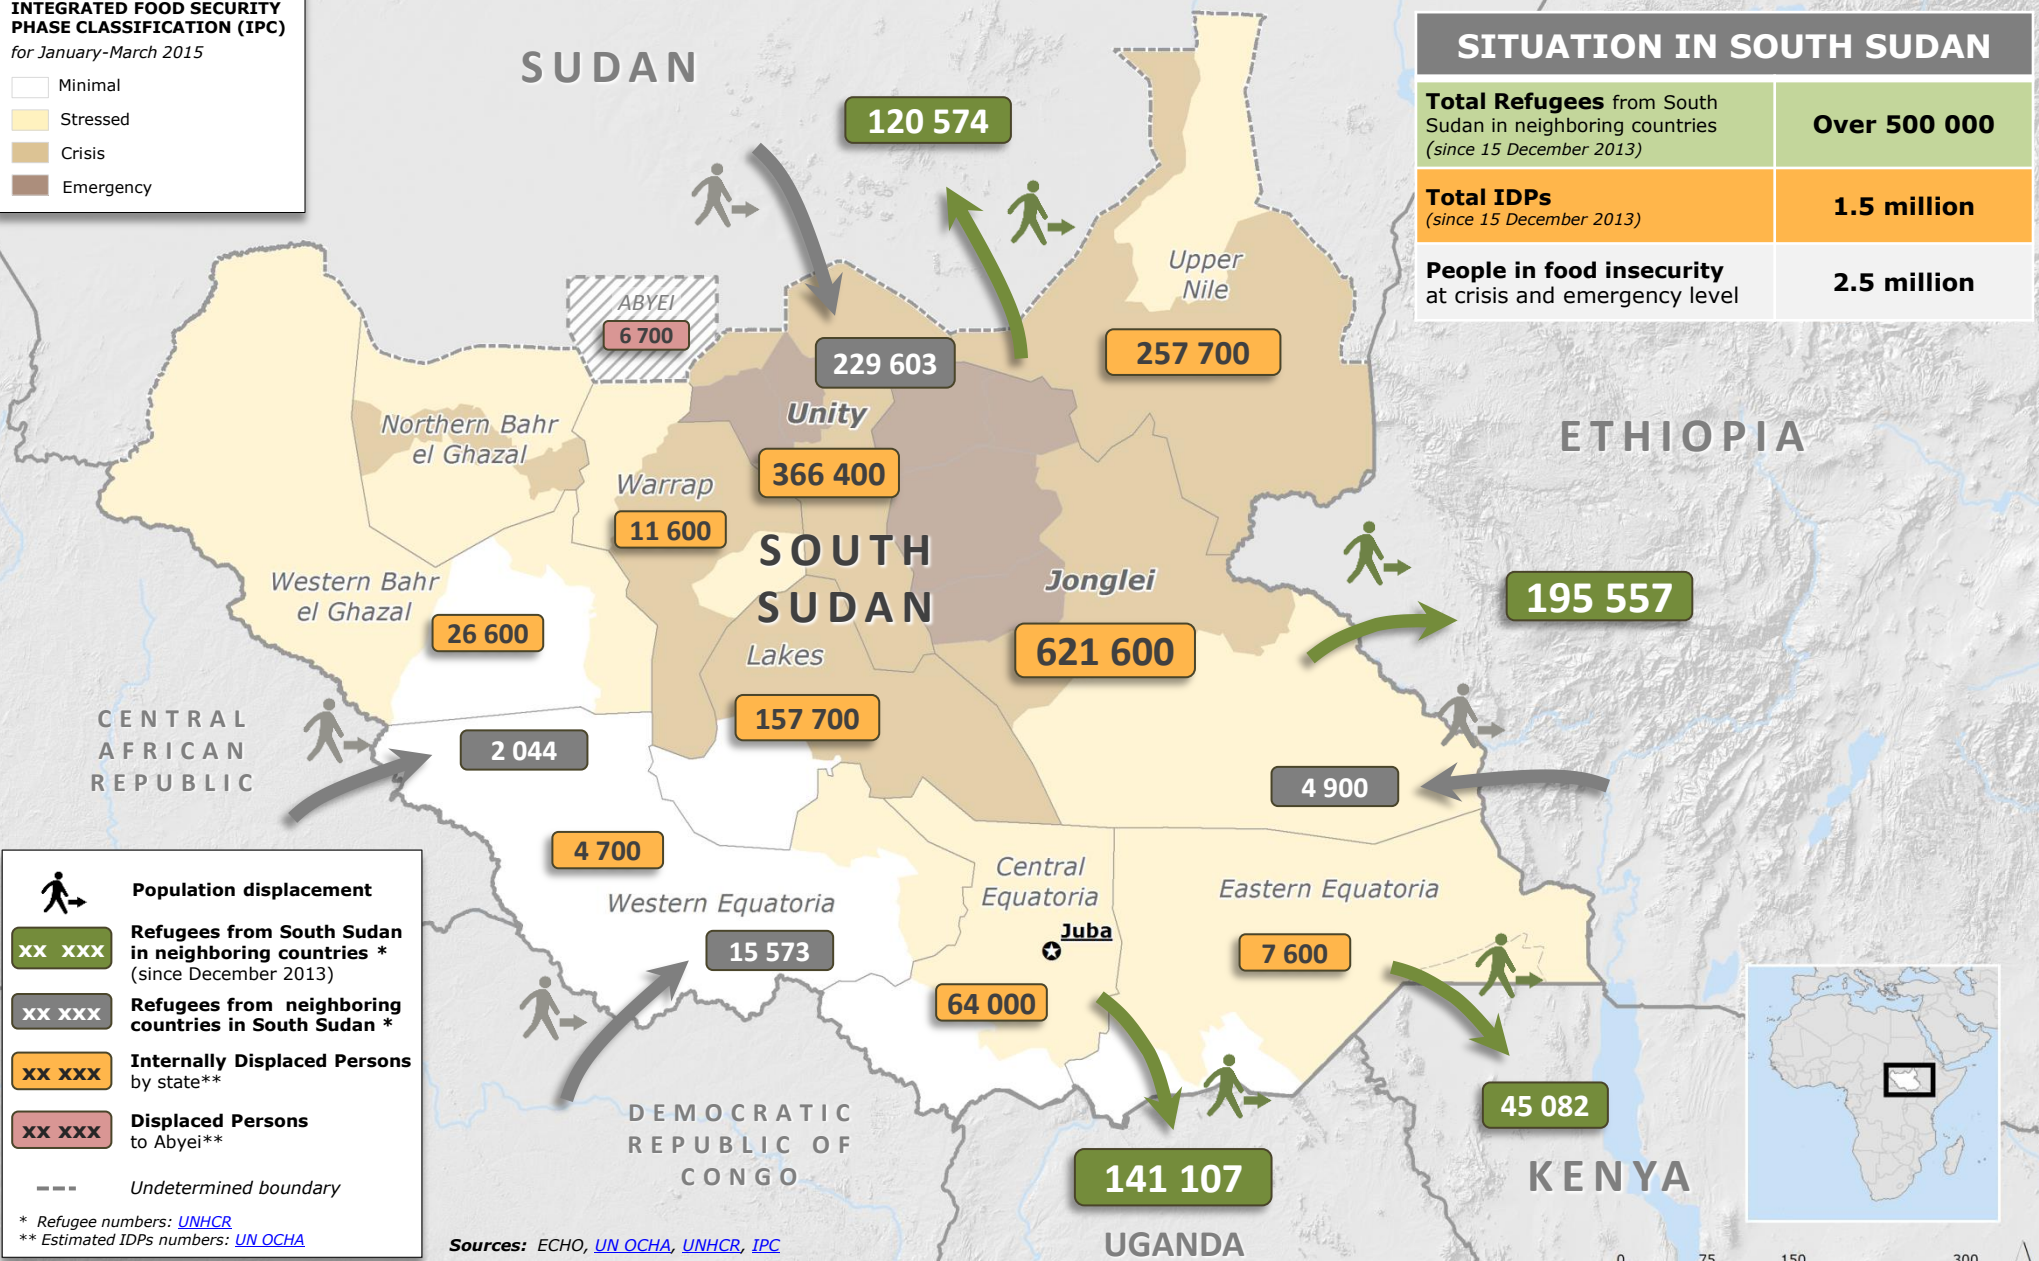 INTEGRATED FOOD SECURITY
PHASE CLASSIFICATION (IPC)
for January-March 2015
Minimal
Stressed
Crisis
Emergency
SITUATION IN SOUTH SUDAN
Total Refugees from South
Sudan in neighboring countries
(since 15 December 2013)
Over 500 000
Total IDPs
(since 15 December 2013)
1.5 million
People in food insecurity
at crisis and emergency level
2.5 million
SUDAN
120 574
Upper
Nile
ABYEI
6 700
229 603
257 700
Unity
Northern Bahr
el Ghazal
ETHIOPIA
366 400
Warrap
11 600
SOUTH
SUDAN
Western Bahr
el Ghazal
Jonglei
195 557
26 600
Lakes
621 600
157 700
CENTRAL
AFRICAN
REPUBLIC
2 044
4 900
4 700
Central
Equatoria
Eastern Equatoria
Western Equatoria
Juba
15 573
7 600
64 000
45 082
DEMOCRATIC
REPUBLIC OF
CONGO
141 107
KENYA
UGANDA
Population displacement
xx xxx
Refugees from South Sudan
in neighboring countries *
(since December 2013)
xx xxx
Refugees from neighboring
countries in South Sudan *
xx xxx
Internally Displaced Persons
by state**
xx xxx
Displaced Persons
to Abyei**
Undetermined boundary
* Refugee numbers: UNHCR
** Estimated IDPs numbers: UN OCHA
Sources: ECHO, UN OCHA, UNHCR, IPC
0 75 150 300